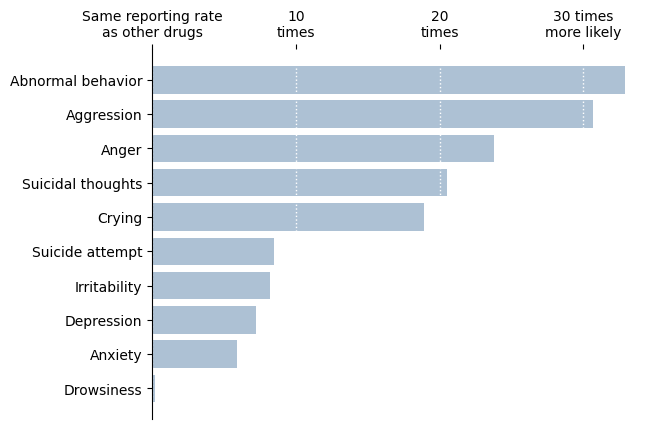 Same reporting rate
as other drugs
10
times
20
times
30 times
more likely
Abnormal behavior
Aggression
Anger
Suicidal thoughts
Crying
Suicide attempt
Irritability
Depression
Anxiety
Drowsiness